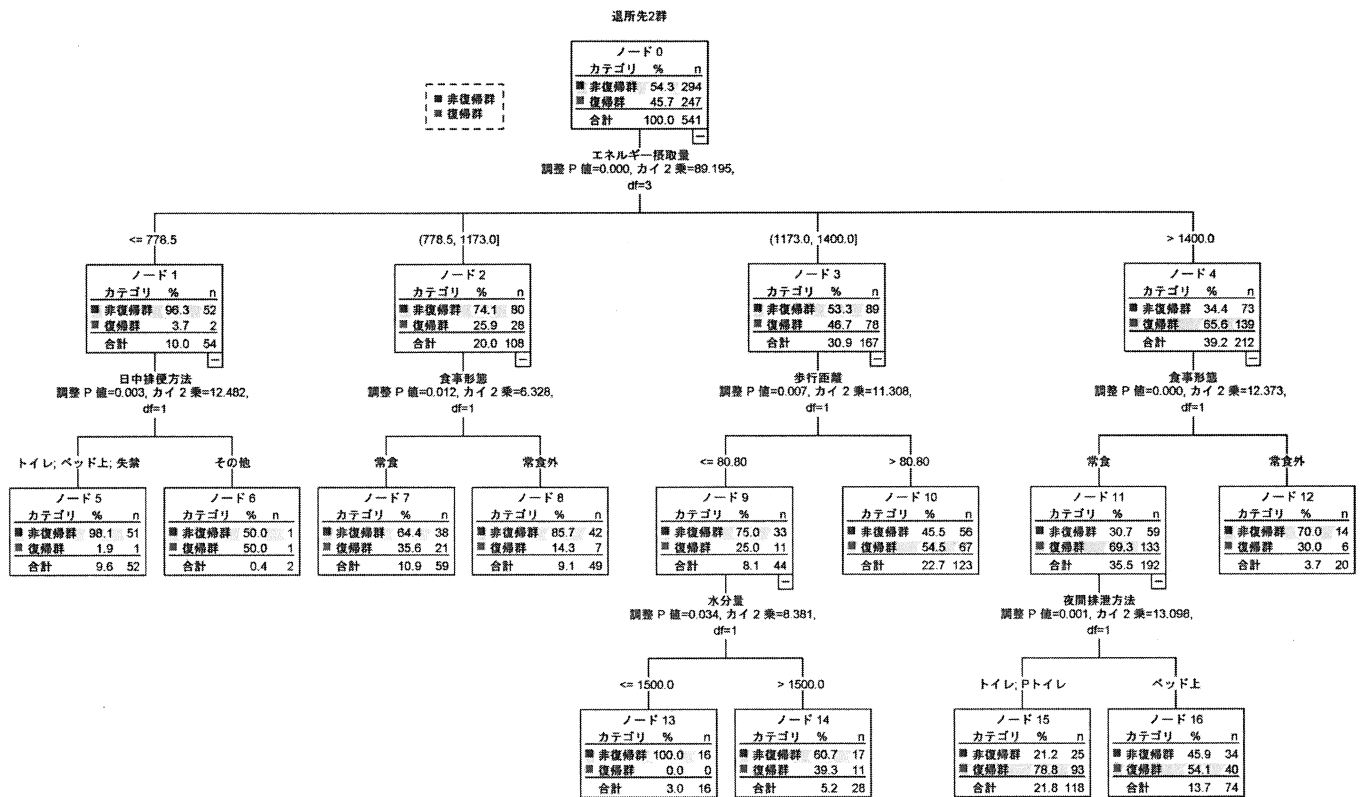 退所先2群
ノード 0
カテゴリ % n
■ 非復帰群 54.3 294
■ 復帰群 45.7 247
合計 100.0 541
■ 非復帰群
■ 復帰群
エネルギー摂取量
調整 P 値=0.000, カイ 2 乗=89.195,
df=3
<= 778.5
(778.5, 1173.0]
(1173.0, 1400.0]
> 1400.0
ノード 1
カテゴリ % n
■ 非復帰群 96.3 52
■ 復帰群 3.7 2
合計 10.0 54
ノード 2
カテゴリ % n
■ 非復帰群 74.1 80
■ 復帰群 25.9 28
合計 20.0 108
ノード 3
カテゴリ % n
■ 非復帰群 53.3 89
■ 復帰群 46.7 78
合計 30.9 167
ノード 4
カテゴリ % n
■ 非復帰群 34.4 73
■ 復帰群 65.6 139
合計 39.2 212
日中排便方法
調整 P 値=0.003, カイ 2 乗=12.482,
df=1
食事形態
調整 P 値=0.012, カイ 2 乗=6.328,
df=1
歩行距離
調整 P 値=0.007, カイ 2 乗=11.308,
df=1
食事形態
調整 P 値=0.000, カイ 2 乗=12.373,
df=1
トイレ; ベッド上; 失禁
その他
常食
常食外
<= 80.80
> 80.80
常食
常食外
ノード 5
カテゴリ % n
■ 非復帰群 98.1 51
■ 復帰群 1.9 1
合計 9.6 52
ノード 6
カテゴリ % n
■ 非復帰群 50.0 1
■ 復帰群 50.0 1
合計 0.4 2
ノード 7
カテゴリ % n
■ 非復帰群 64.4 38
■ 復帰群 35.6 21
合計 10.9 59
ノード 8
カテゴリ % n
■ 非復帰群 85.7 42
■ 復帰群 14.3 7
合計 9.1 49
ノード 9
カテゴリ % n
■ 非復帰群 75.0 33
■ 復帰群 25.0 11
合計 8.1 44
ノード 10
カテゴリ % n
■ 非復帰群 45.5 56
■ 復帰群 54.5 67
合計 22.7 123
ノード 11
カテゴリ % n
■ 非復帰群 30.7 59
■ 復帰群 69.3 133
合計 35.5 192
ノード 12
カテゴリ % n
■ 非復帰群 70.0 14
■ 復帰群 30.0 6
合計 3.7 20
水分量
調整 P 値=0.034, カイ 2 乗=8.381,
df=1
夜間排泄方法
調整 P 値=0.001, カイ 2 乗=13.098,
df=1
<= 1500.0
> 1500.0
トイレ; Pトイレ
ベッド上
ノード 13
カテゴリ % n
■ 非復帰群 100.0 16
■ 復帰群 0.0 0
合計 3.0 16
ノード 14
カテゴリ % n
■ 非復帰群 60.7 17
■ 復帰群 39.3 11
合計 5.2 28
ノード 15
カテゴリ % n
■ 非復帰群 21.2 25
■ 復帰群 78.8 93
合計 21.8 118
ノード 16
カテゴリ % n
■ 非復帰群 45.9 34
■ 復帰群 54.1 40
合計 13.7 74